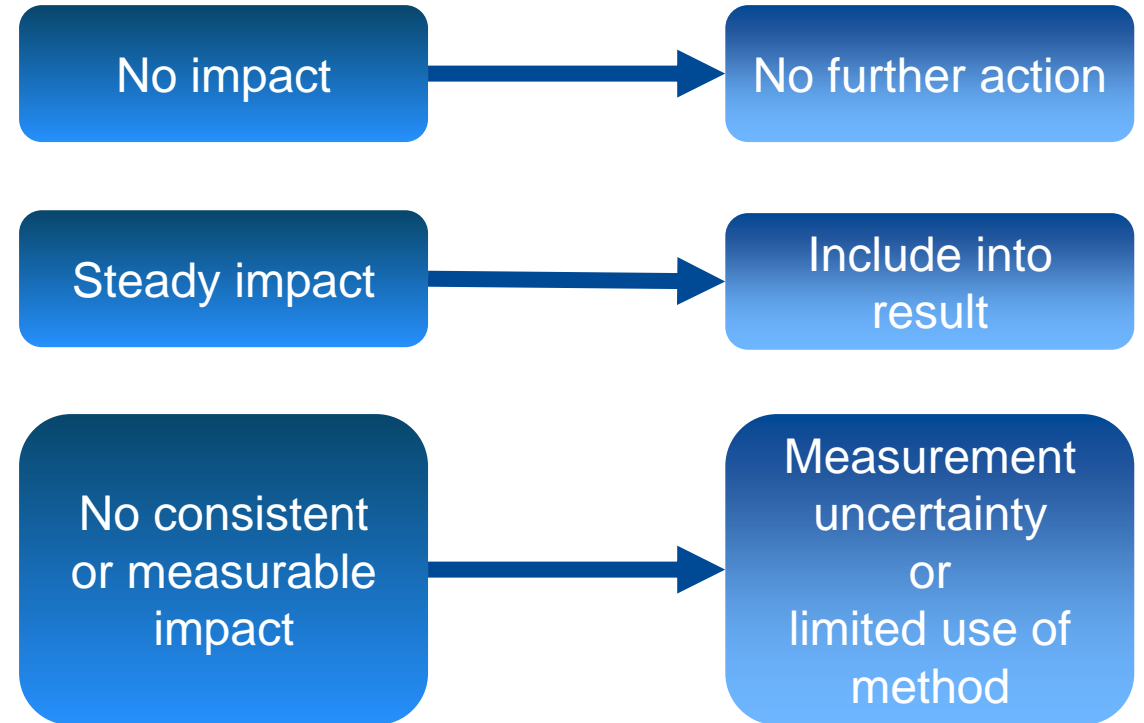 No impact
No further action
Steady impact
Include into
result
No consistent
or measurable
impact
Measurement
uncertainty
or
limited use of
method